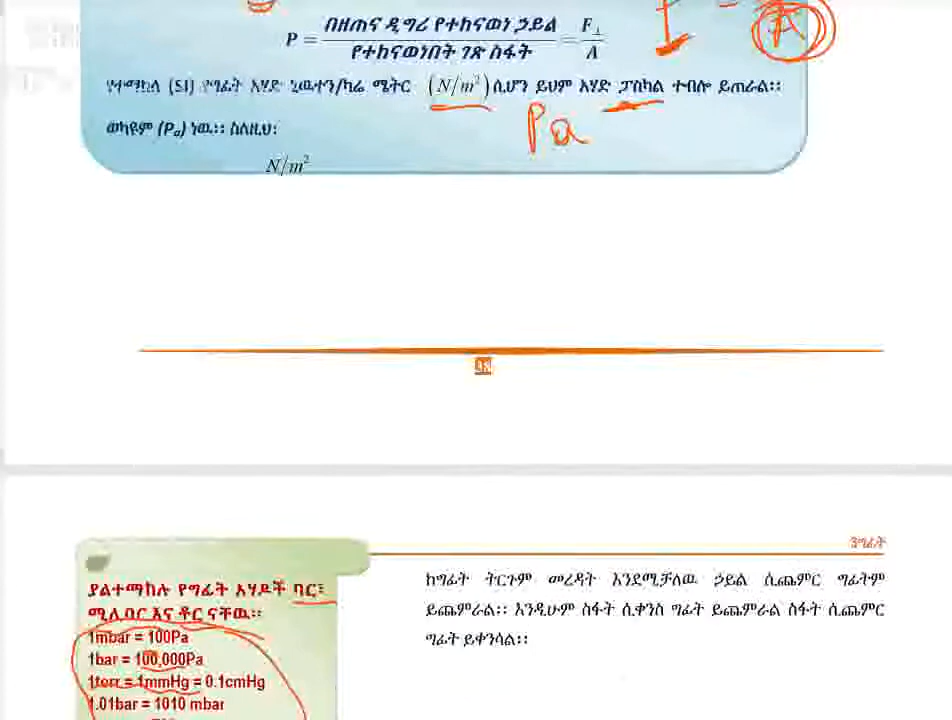 P = በዘጠና ዲግሪ የተከናወነ ኃይል / የተከናወነበት ገጽ ስፋት = F⊥ / A
የተማከለ (SI) የግፊት አሃድ ኒዉተን/ካሬ ሜትር (N/m²) ሲሆን ይህም አሃድ ፓስካል ተብሎ ይጠራል፡፡
Pa
ወካዩም (Pₐ) ነዉ፡፡ ስለዚህ፡
N/m²
38
3ግፊት
ያልተማከሉ የግፊት አሃዶች ባር፣
ሚሊባር እና ቶር ናቸዉ፡፡
1mbar = 100Pa
1bar = 100,000Pa
1torr = 1mmHg = 0.1cmHg
1.01bar = 1010 mbar
ከግፊት ትርጉም መረዳት እንደሚቻለዉ ኃይል ሲጨምር ግፊትም
ይጨምራል፡፡ እንዲሁም ስፋት ሲቀንስ ግፊት ይጨምራል ስፋት ሲጨምር
ግፊት ይቀንሳል፡፡